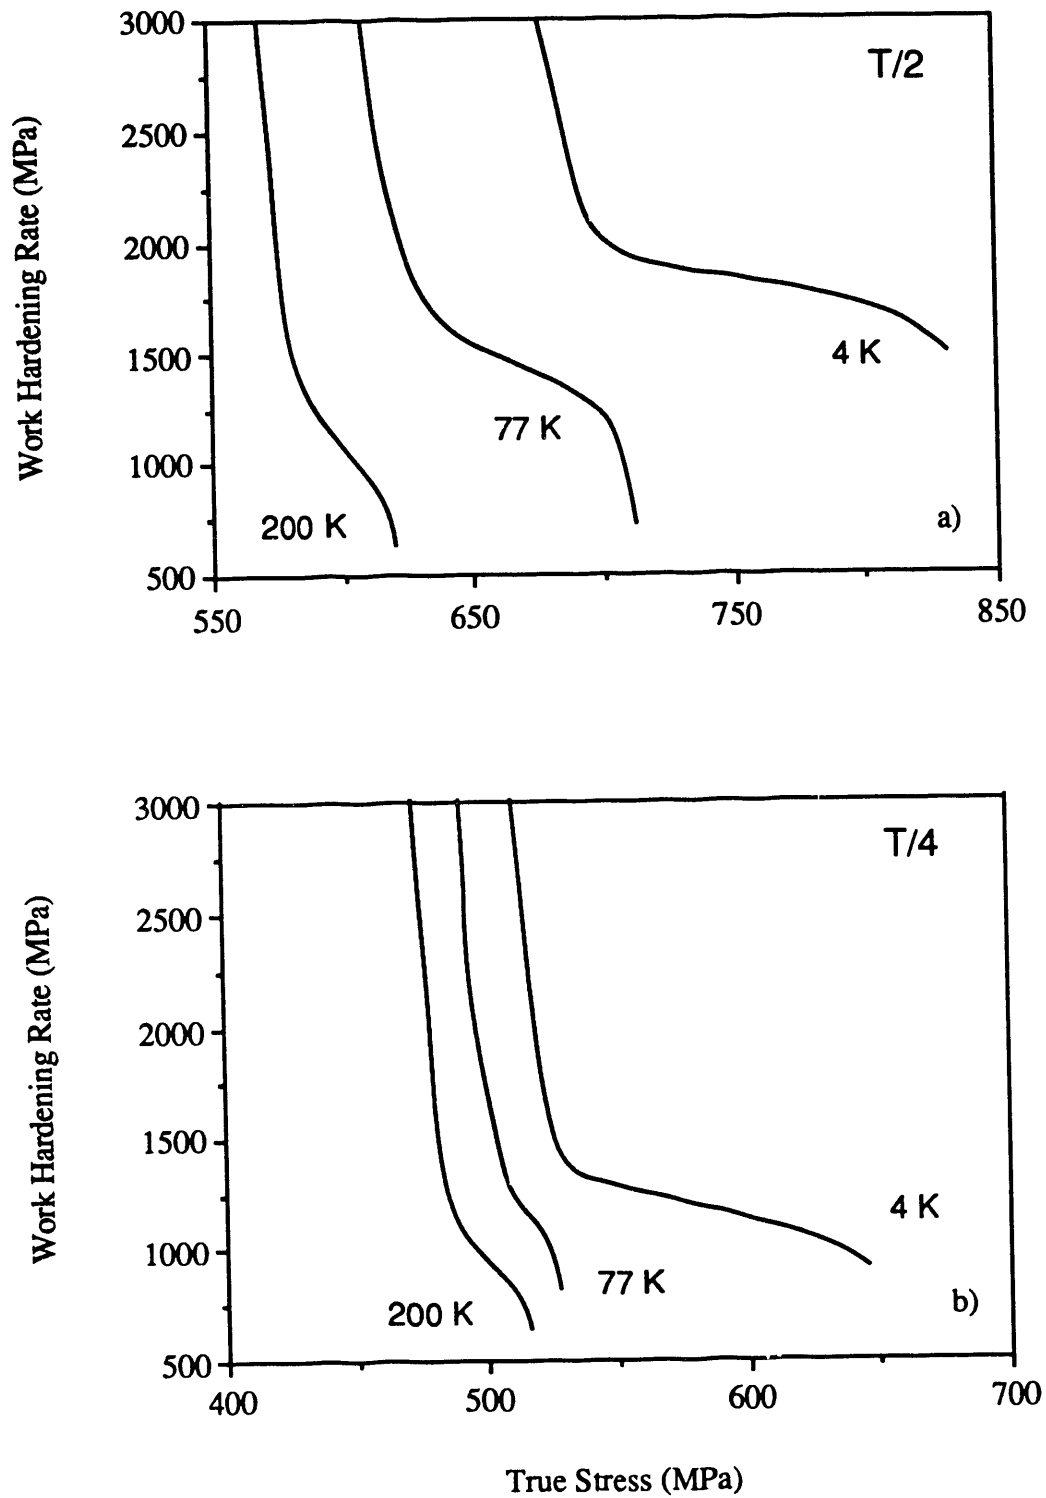 3000
T/2
2500
2000
1500
4 K
77 K
1000
200 K
a)
500
550
650
750
850
Work Hardening Rate (MPa)
3000
T/4
2500
2000
1500
4 K
1000
77 K
200 K
b)
500
400
500
600
700
Work Hardening Rate (MPa)
True Stress (MPa)